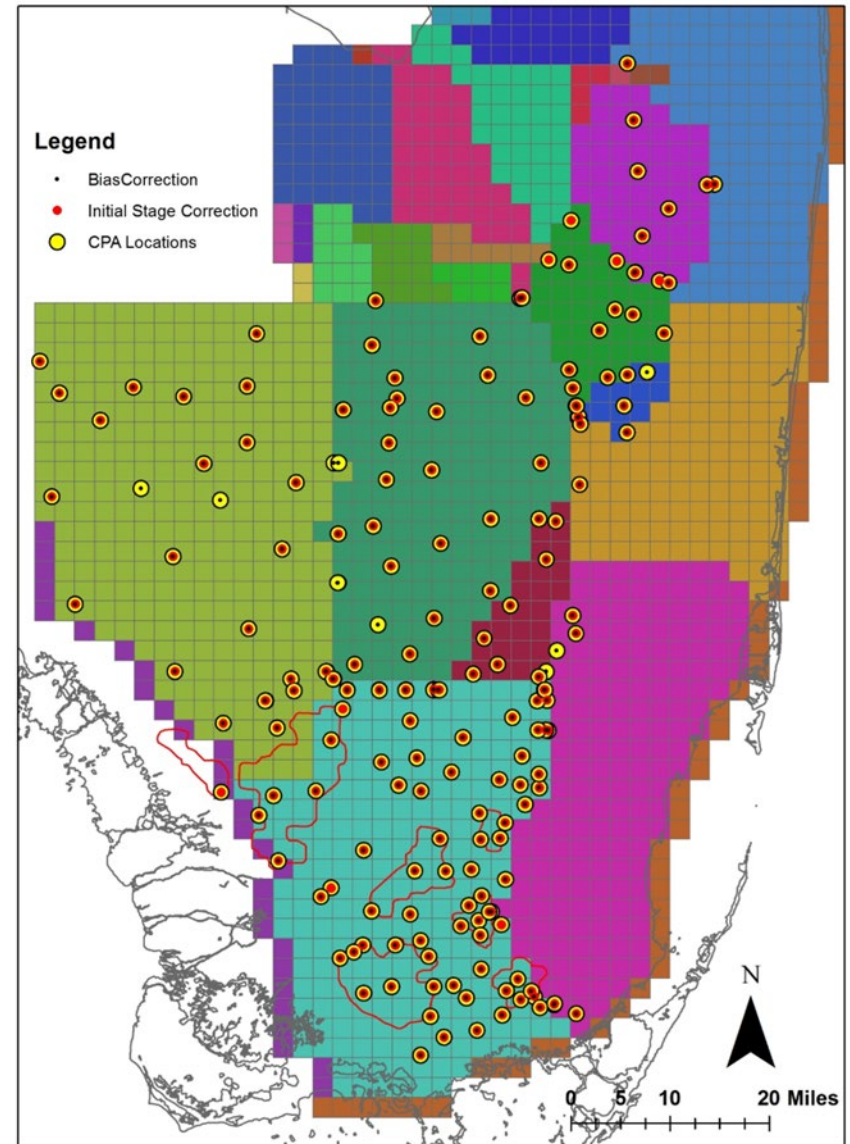 Legend
BiasCorrection
Initial Stage Correction
CPA Locations
N
0 5 10 20 Miles